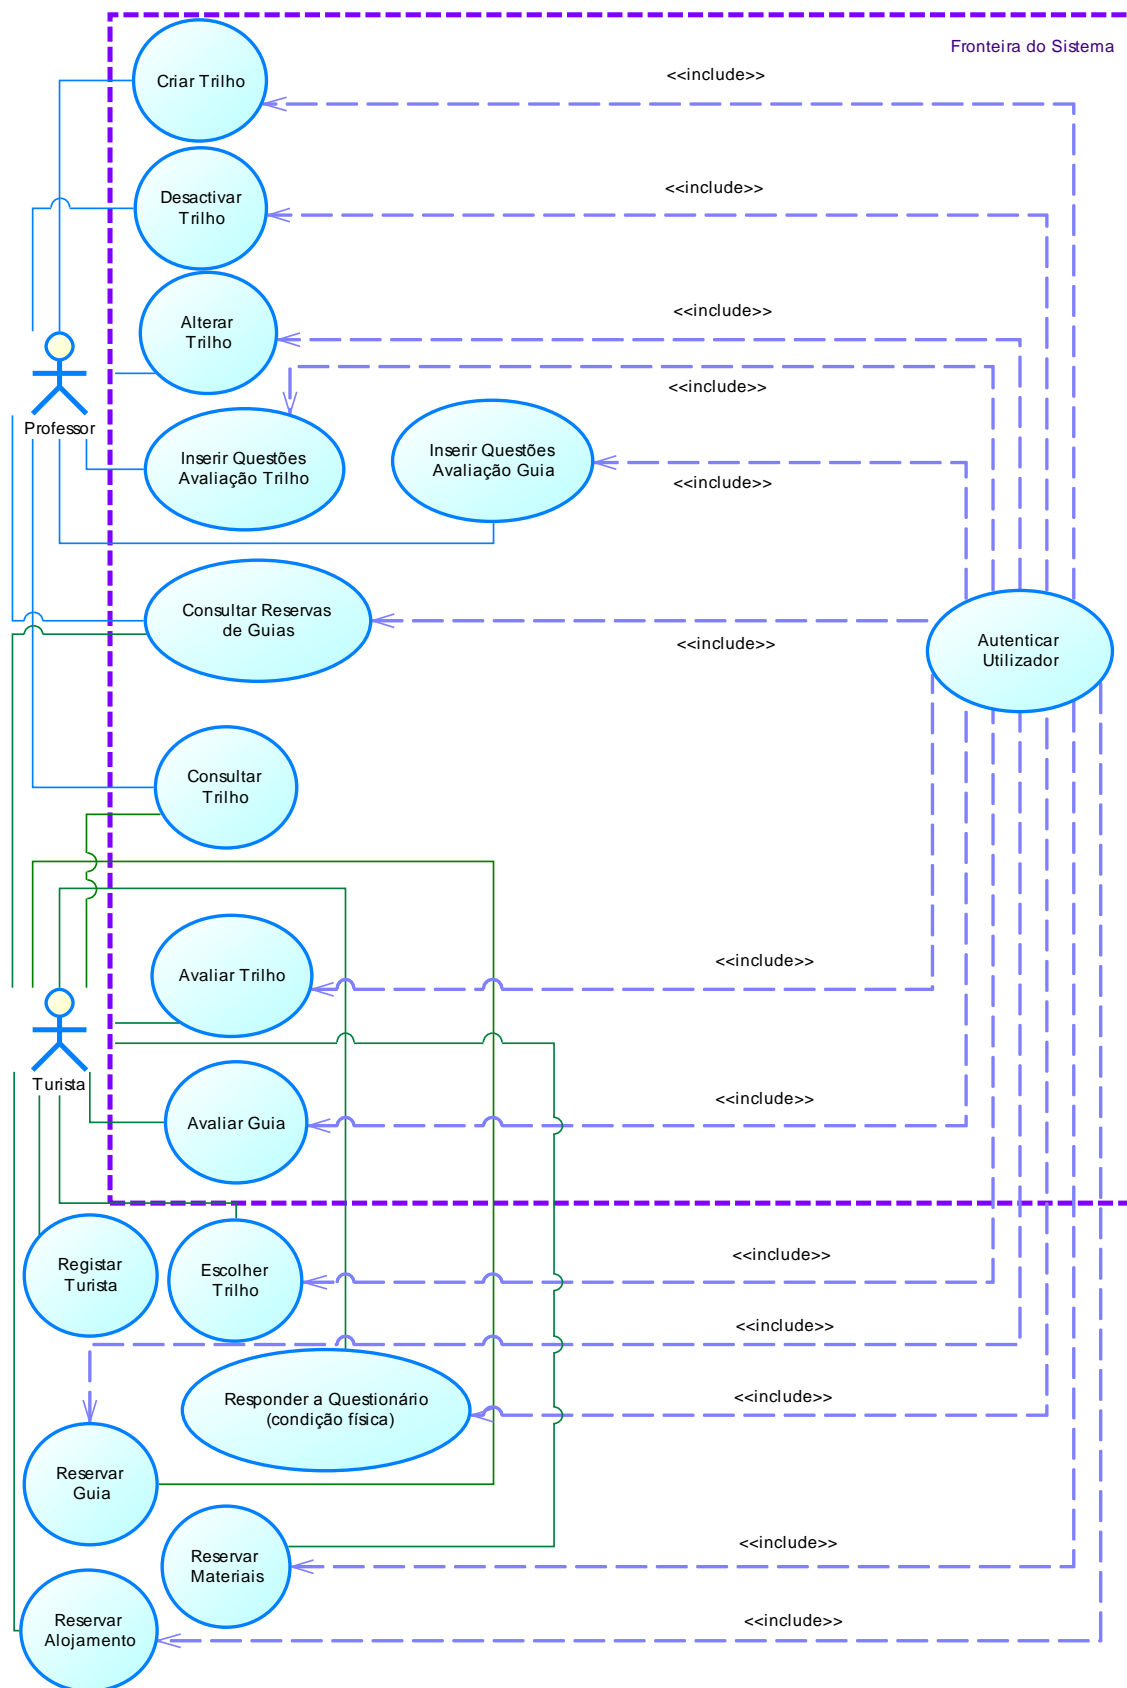 Fronteira do Sistema
Criar Trilho
<<include>>
Desactivar
Trilho
<<include>>
Alterar
Trilho
<<include>>
<<include>>
Professor
Inserir Questões
Avaliação Trilho
Inserir Questões
Avaliação Guia
<<include>>
Consultar Reservas
de Guias
<<include>>
Autenticar
Utilizador
Consultar
Trilho
Avaliar Trilho
<<include>>
Turista
Avaliar Guia
<<include>>
Registar
Turista
Escolher
Trilho
<<include>>
<<include>>
Responder a Questionário
(condição física)
<<include>>
Reservar
Guia
Reservar
Materiais
<<include>>
Reservar
Alojamento
<<include>>